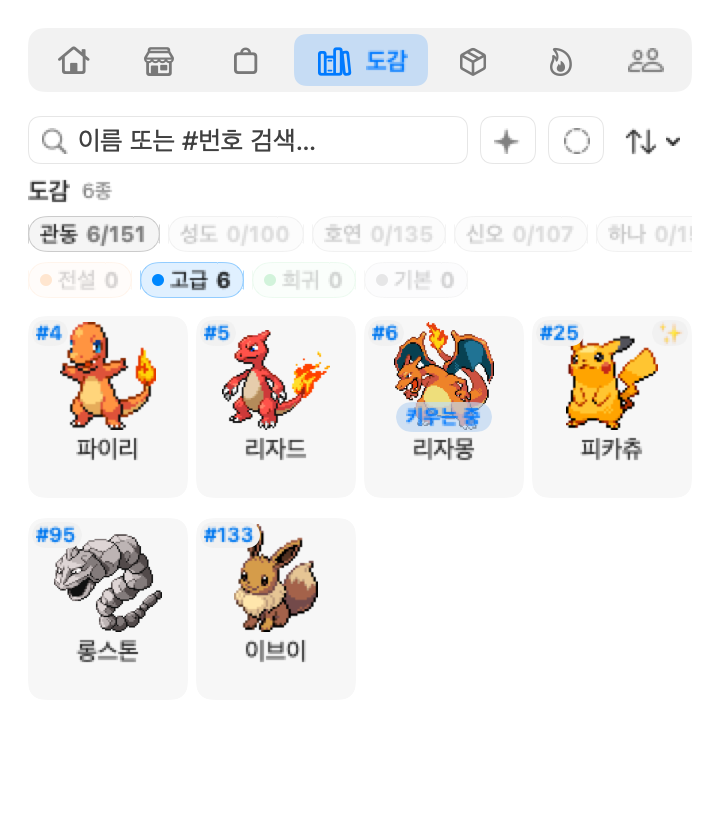 도감
이름 또는 #번호 검색...
도감 6종
관동 6/151 성도 0/100 호연 0/135 신오 0/107 하나
전설 0 고급 6 희귀 0 기본 0
#4 #5 #6 #25
키우는 중
파이리 리자드 리자몽 피카츄
#95 #133
롱스톤 이브이